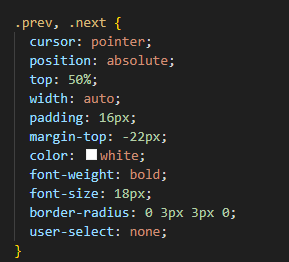 .prev, .next {
cursor: pointer;
position: absolute;
top: 50%;
width: auto;
padding: 16px;
margin-top: -22px;
color: white;
font-weight: bold;
font-size: 18px;
border-radius: 0 3px 3px 0;
user-select: none;
}